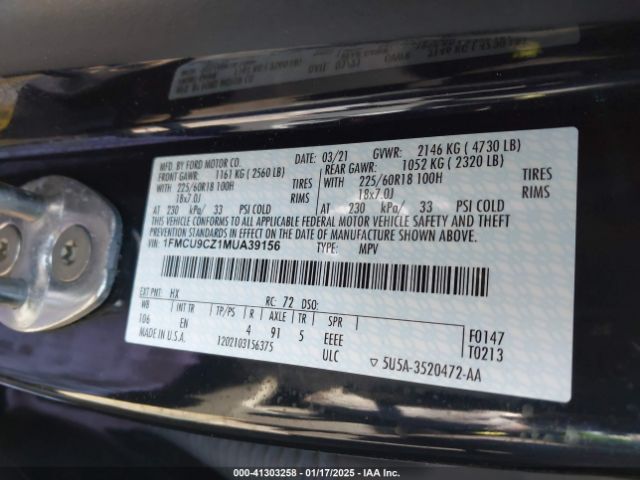 MFD. BY FORD MOTOR CO. 03/21 GVWR: 2146 KG ( 4730 LB)
FRONT GAWR: 1161 KG ( 2560 LB) REAR GAWR: 1052 KG ( 2320 LB)
WITH 225/60R18 100H TIRES WITH 225/60R18 100H TIRES
18x7.0J RIMS 18x7.0J RIMS
AT 230 kPa/ 33 PSI COLD AT 230 kPa/ 33 PSI COLD
THIS VEHICLE CONFORMS TO ALL APPLICABLE FEDERAL MOTOR VEHICLE SAFETY AND THEFT
PREVENTION STANDARDS IN EFFECT ON THE DATE OF MANUFACTURE SHOWN ABOVE.
VIN: 1FMCU9CZ1MUA39156 TYPE: MPV
EXT PNT: HX RC: 72 DSO:
WB INT TR TP/PS R AXLE TR SPR F0147
106 EN 4 91 5 EEEE T0213
MADE IN U.S.A. 1202103156375 ULC 5U5A-3520472-AA
000-41303258 - 01/17/2025 - IAA Inc.